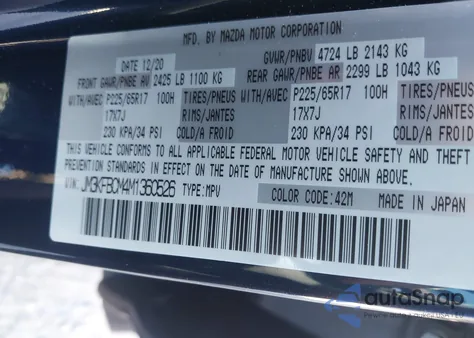 MFD. BY MAZDA MOTOR CORPORATION
DATE 12/20 GVWR/PNBV 4724 LB 2143 KG
FRONT GAWR/PNBE AV 2425 LB 1100 KG REAR GAWR/PNBE AR 2299 LB 1043 KG
WITH/AVEC P225/65R17 100H TIRES/PNEUS WITH/AVEC P225/65R17 100H TIRES/PNEUS
17X7J RIMS/JANTES 17X7J RIMS/JANTES
230 KPA/34 PSI COLD/A FROID 230 KPA/34 PSI COLD/A FROID
THIS VEHICLE CONFORMS TO ALL APPLICABLE FEDERAL MOTOR VEHICLE SAFETY AND THEFT
PREVENTION STANDARDS IN EFFECT ON THE DATE OF MANUFACTURE SHOWN ABOVE.
VIN: JM3KFBCM4M1360526 TYPE: MPV COLOR CODE: 42M MADE IN JAPAN
autoSnap